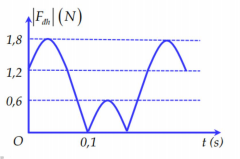 |F_đh| (N)
1,8
1,2
0,6
O
0,1
t (s)